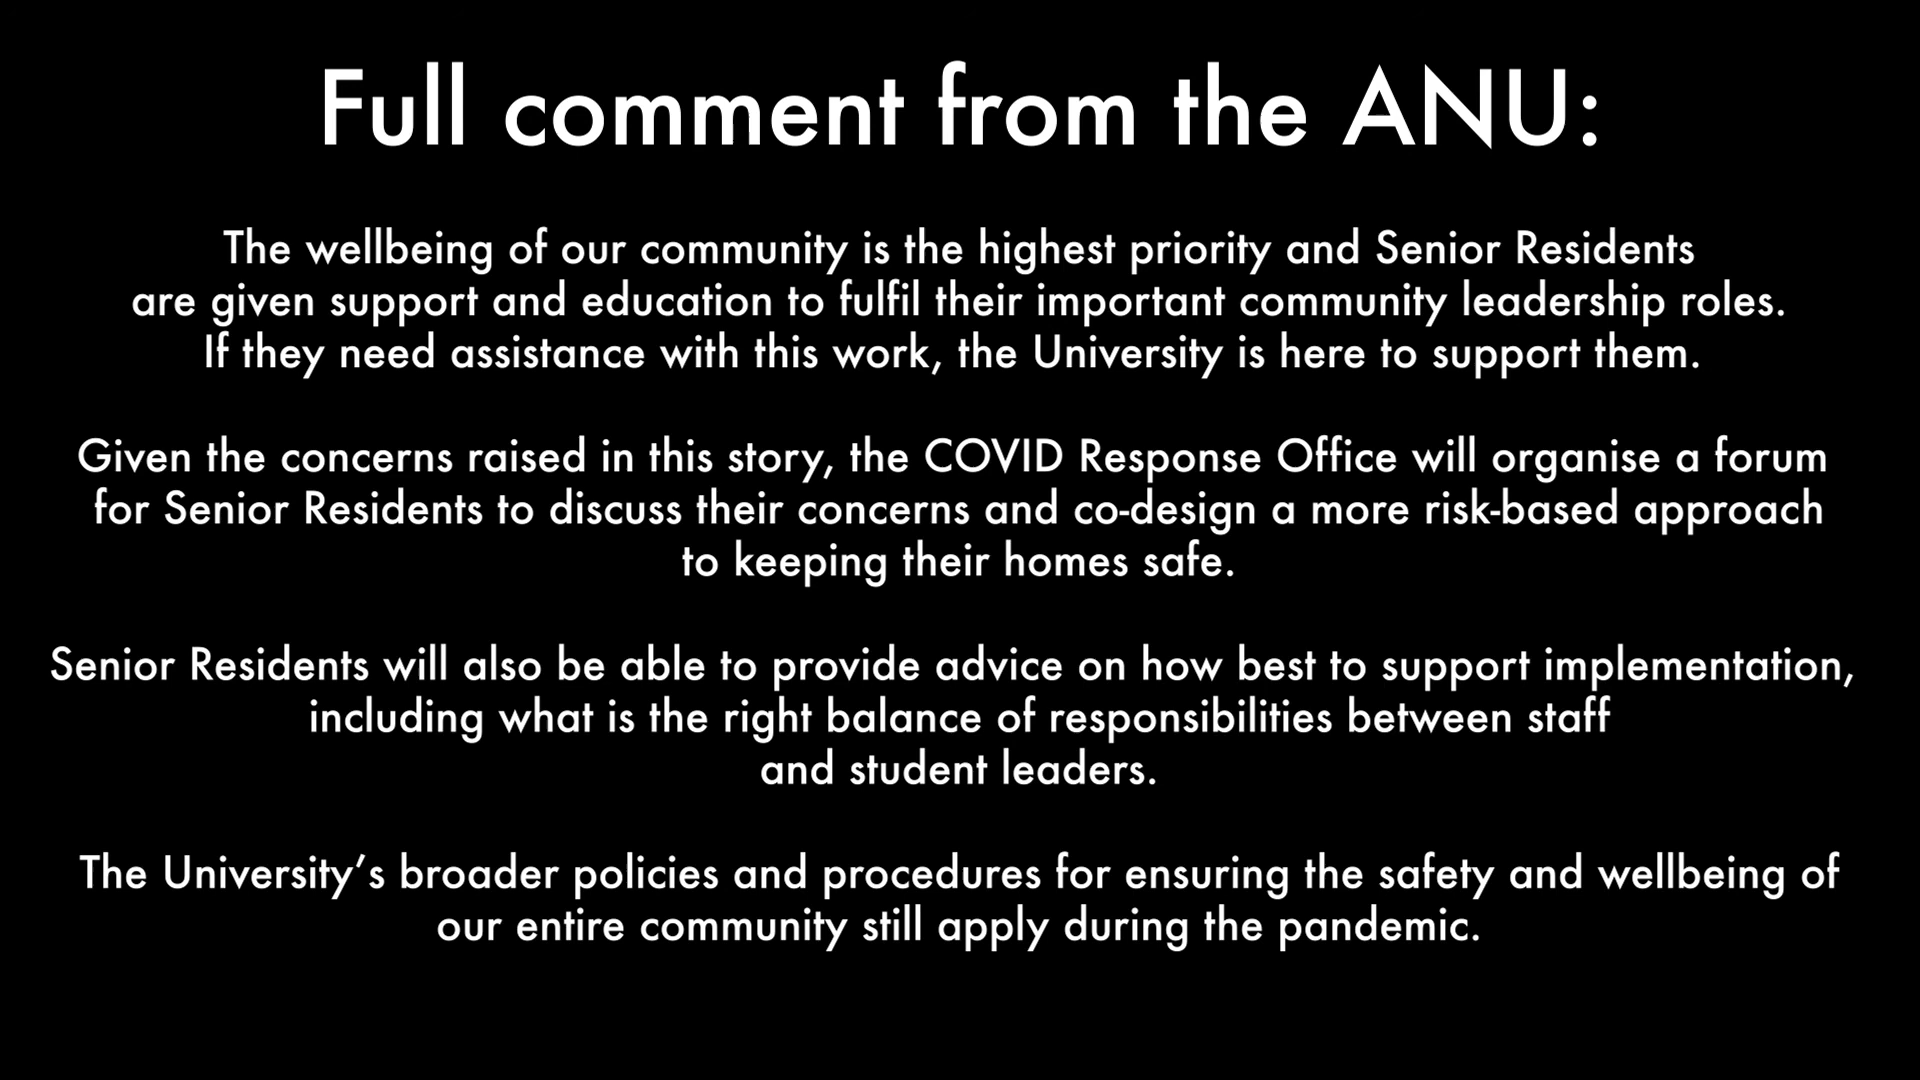 Full comment from the ANU:
The wellbeing of our community is the highest priority and Senior Residents
are given support and education to fulfil their important community leadership roles.
If they need assistance with this work, the University is here to support them.
Given the concerns raised in this story, the COVID Response Office will organise a forum
for Senior Residents to discuss their concerns and co-design a more risk-based approach
to keeping their homes safe.
Senior Residents will also be able to provide advice on how best to support implementation,
including what is the right balance of responsibilities between staff
and student leaders.
The University’s broader policies and procedures for ensuring the safety and wellbeing of
our entire community still apply during the pandemic.